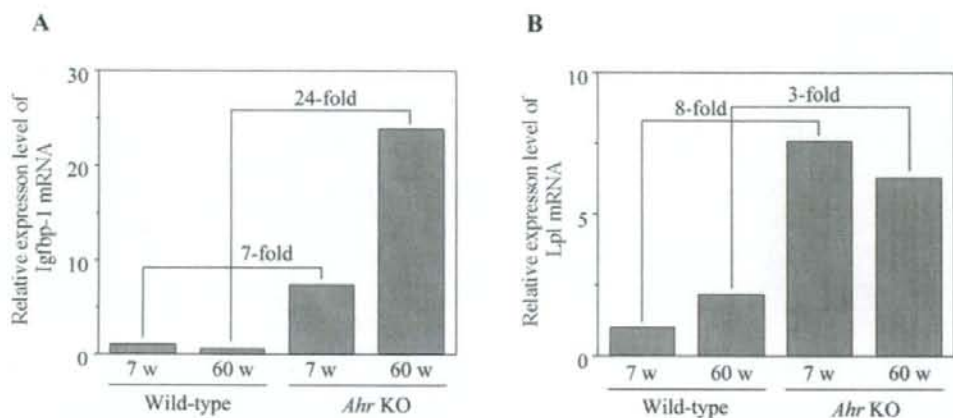 A
Relative expresson level of
Igfbp-1 mRNA
30
20
10
0
24-fold
7-fold
7 w
60 w
7 w
60 w
Wild-type
Ahr KO
B
Relative expresson level of
Lpl mRNA
10
5
0
3-fold
8-fold
7 w
60 w
7 w
60 w
Wild-type
Ahr KO